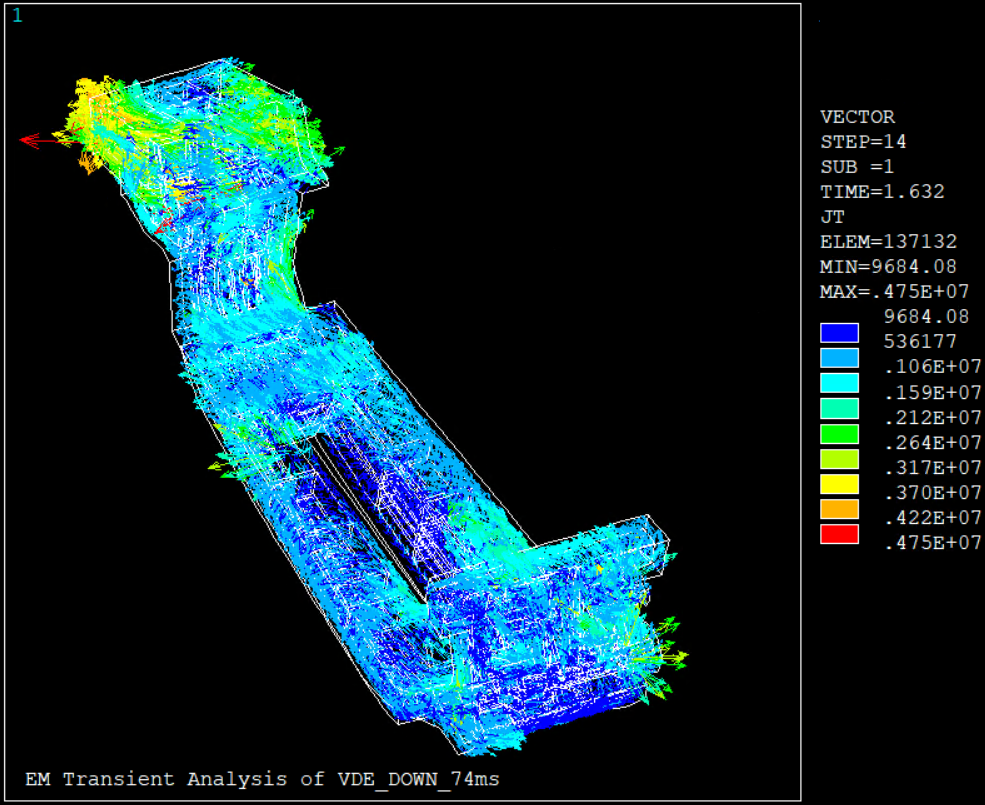 1
VECTOR
STEP=14
SUB =1
TIME=1.632
JT
ELEM=137132
MIN=9684.08
MAX=.475E+07
9684.08
536177
.106E+07
.159E+07
.212E+07
.264E+07
.317E+07
.370E+07
.422E+07
.475E+07
EM Transient Analysis of VDE_DOWN_74ms